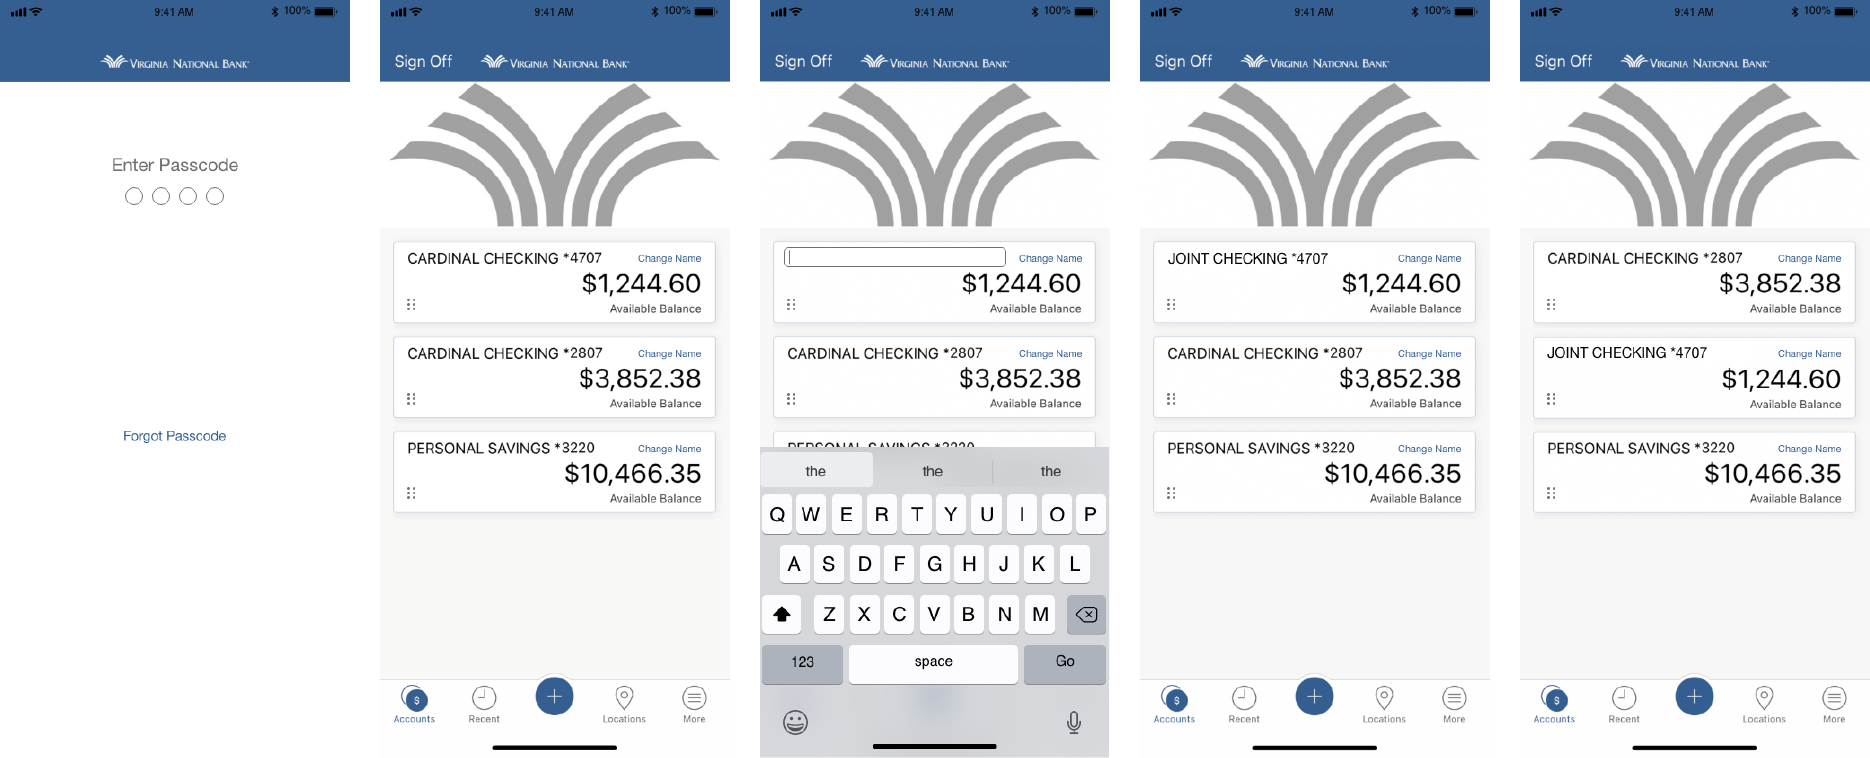 9:41 AM 100%
VIRGINIA NATIONAL BANK
Enter Passcode
Forgot Passcode
9:41 AM 100%
Sign Off VIRGINIA NATIONAL BANK
CARDINAL CHECKING *4707 Change Name
$1,244.60
Available Balance
CARDINAL CHECKING *2807 Change Name
$3,852.38
Available Balance
PERSONAL SAVINGS *3220 Change Name
$10,466.35
Available Balance
$
Accounts Recent Locations More
9:41 AM 100%
Sign Off VIRGINIA NATIONAL BANK
Change Name
$1,244.60
Available Balance
CARDINAL CHECKING *2807 Change Name
$3,852.38
Available Balance
PERSONAL SAVINGS *3220
the the the
Q W E R T Y U I O P
A S D F G H J K L
Z X C V B N M
123 space Go
9:41 AM 100%
Sign Off VIRGINIA NATIONAL BANK
JOINT CHECKING *4707 Change Name
$1,244.60
Available Balance
CARDINAL CHECKING *2807 Change Name
$3,852.38
Available Balance
PERSONAL SAVINGS *3220 Change Name
$10,466.35
Available Balance
$
Accounts Recent Locations More
9:41 AM 100%
Sign Off VIRGINIA NATIONAL BANK
CARDINAL CHECKING *2807 Change Name
$3,852.38
Available Balance
JOINT CHECKING *4707 Change Name
$1,244.60
Available Balance
PERSONAL SAVINGS *3220 Change Name
$10,466.35
Available Balance
$
Accounts Recent Locations More